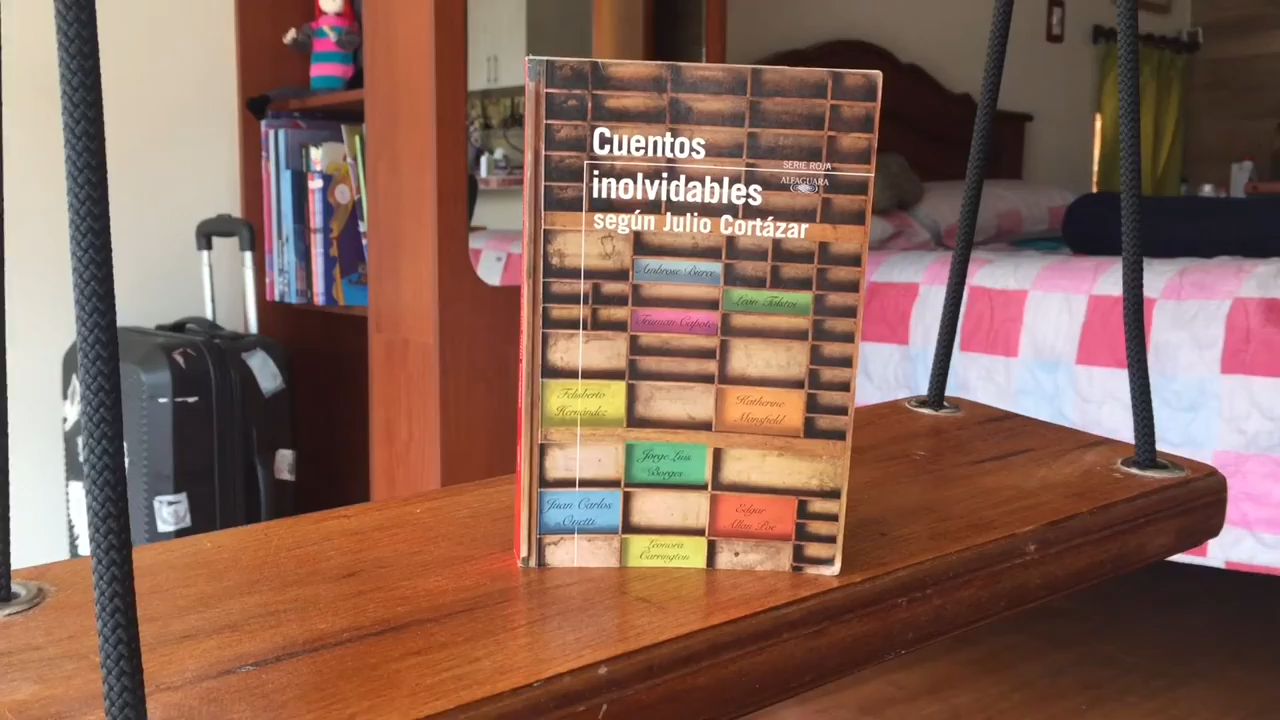 Cuentos
inolvidables
según Julio Cortázar
SERIE ROJA
ALFAGUARA
Ambrose Bierce
León Tolstoi
Truman Capote
Felisberto
Hernández
Katherine
Mansfield
Jorge Luis
Borges
Juan Carlos
Onetti
Edgar
Allan Poe
Leonora
Carrington